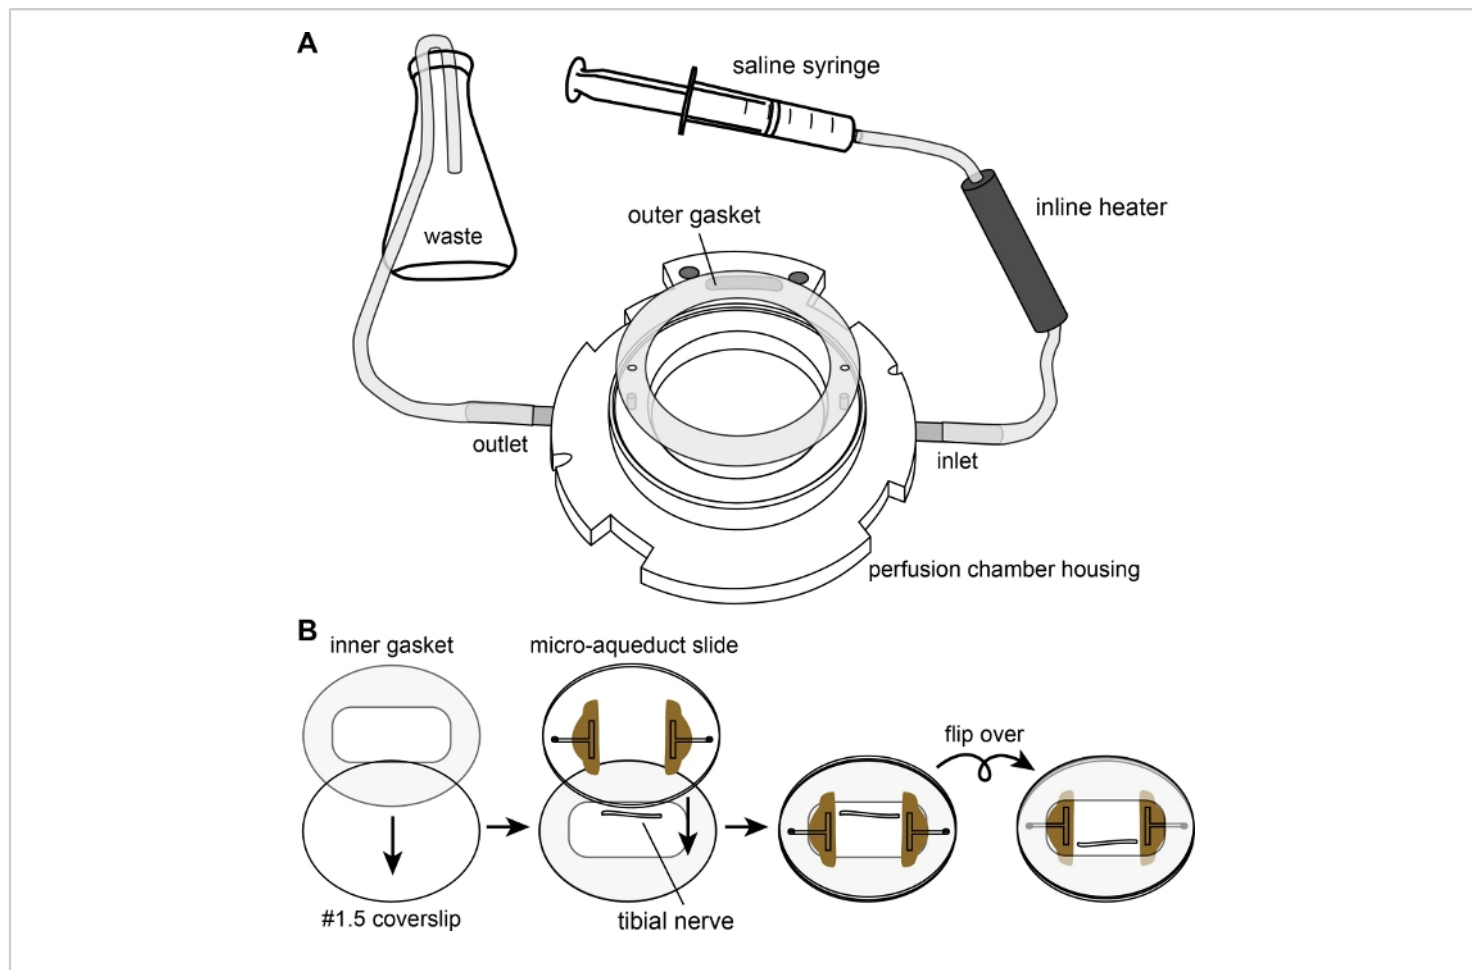 A
saline syringe
inline heater
outer gasket
waste
outlet
inlet
perfusion chamber housing
B
inner gasket
micro-aqueduct slide
flip over
#1.5 coverslip
tibial nerve